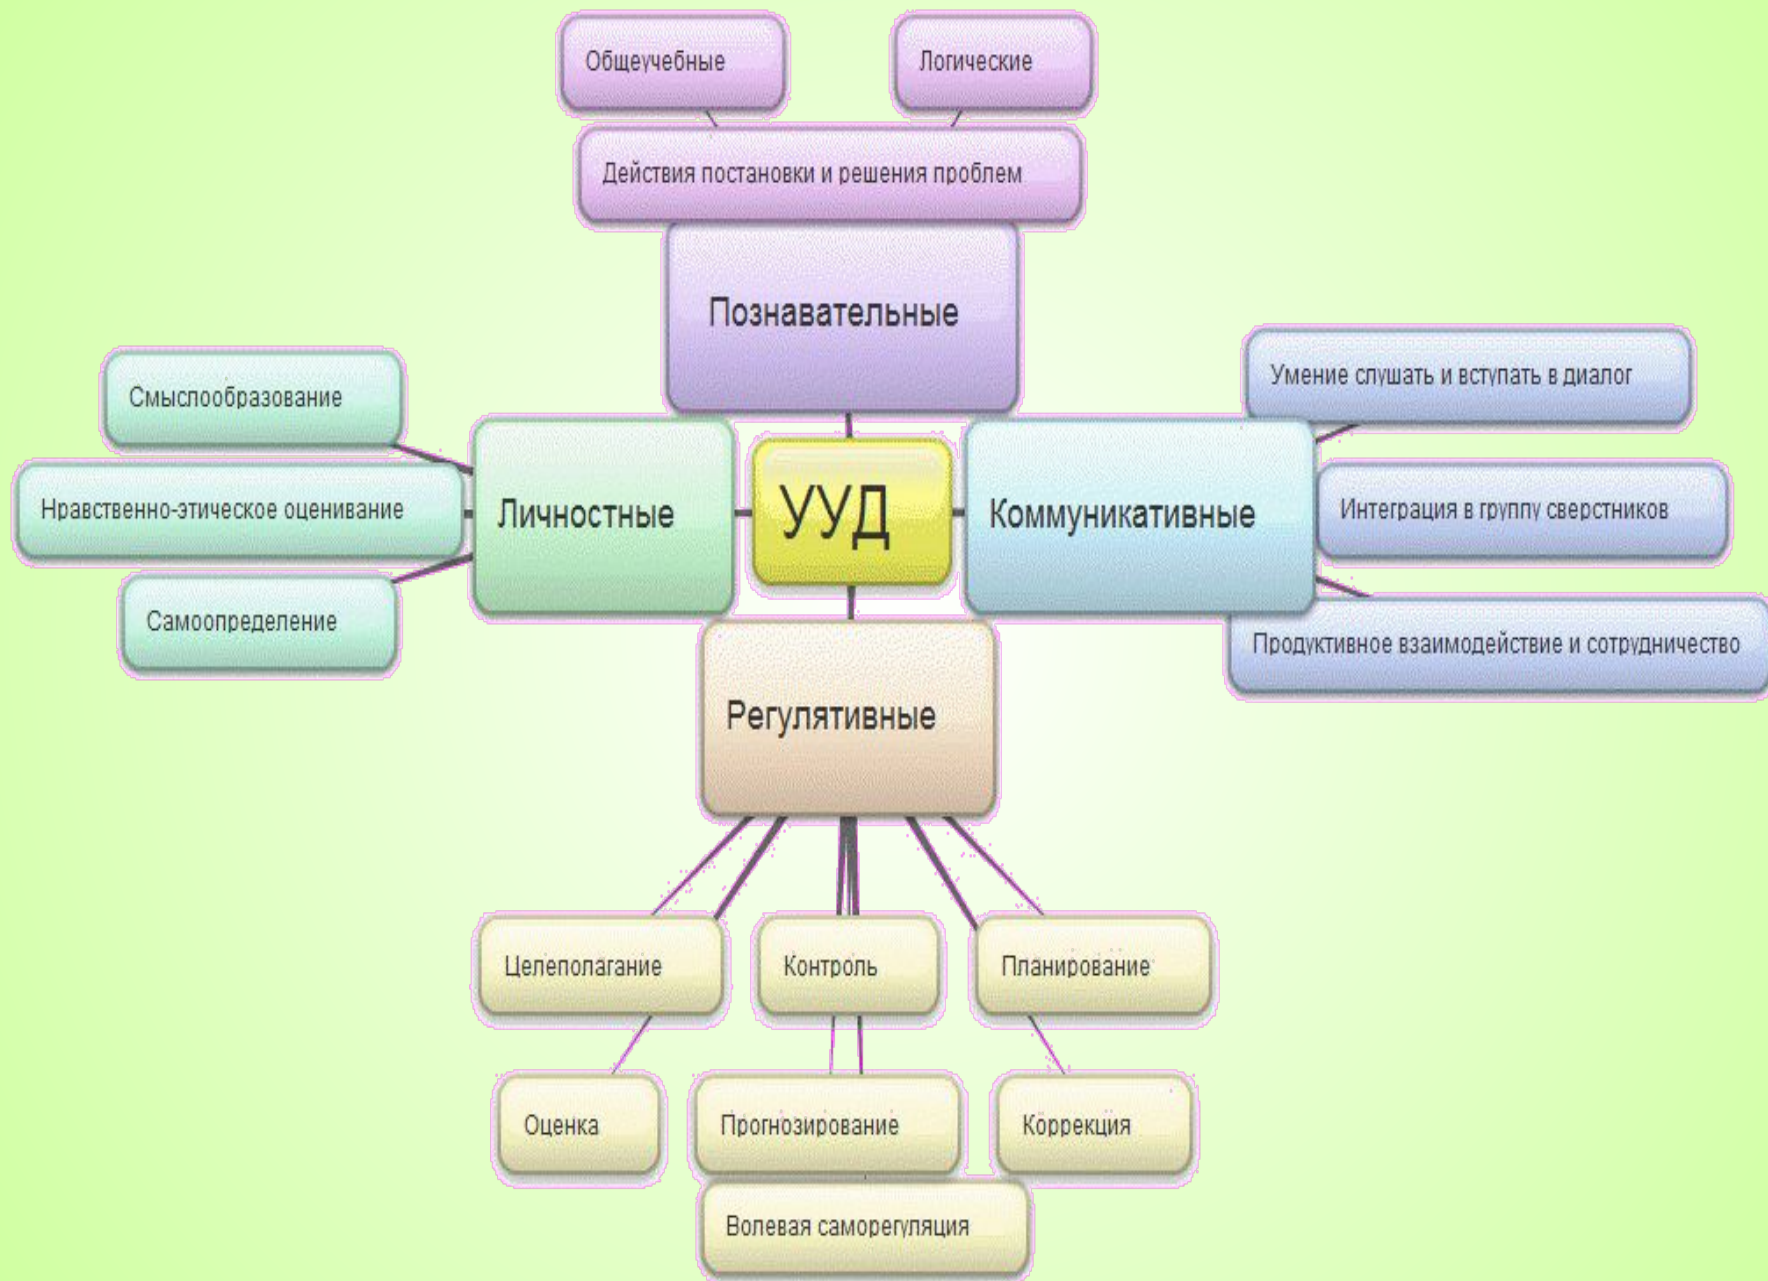 Общеучебные
Логические
Действия постановки и решения проблем
Познавательные
Смыслообразование
Нравственно-этическое оценивание
Самоопределение
Личностные
УУД
Коммуникативные
Умение слушать и вступать в диалог
Интеграция в группу сверстников
Продуктивное взаимодействие и сотрудничество
Регулятивные
Целеполагание
Контроль
Планирование
Оценка
Прогнозирование
Коррекция
Волевая саморегуляция